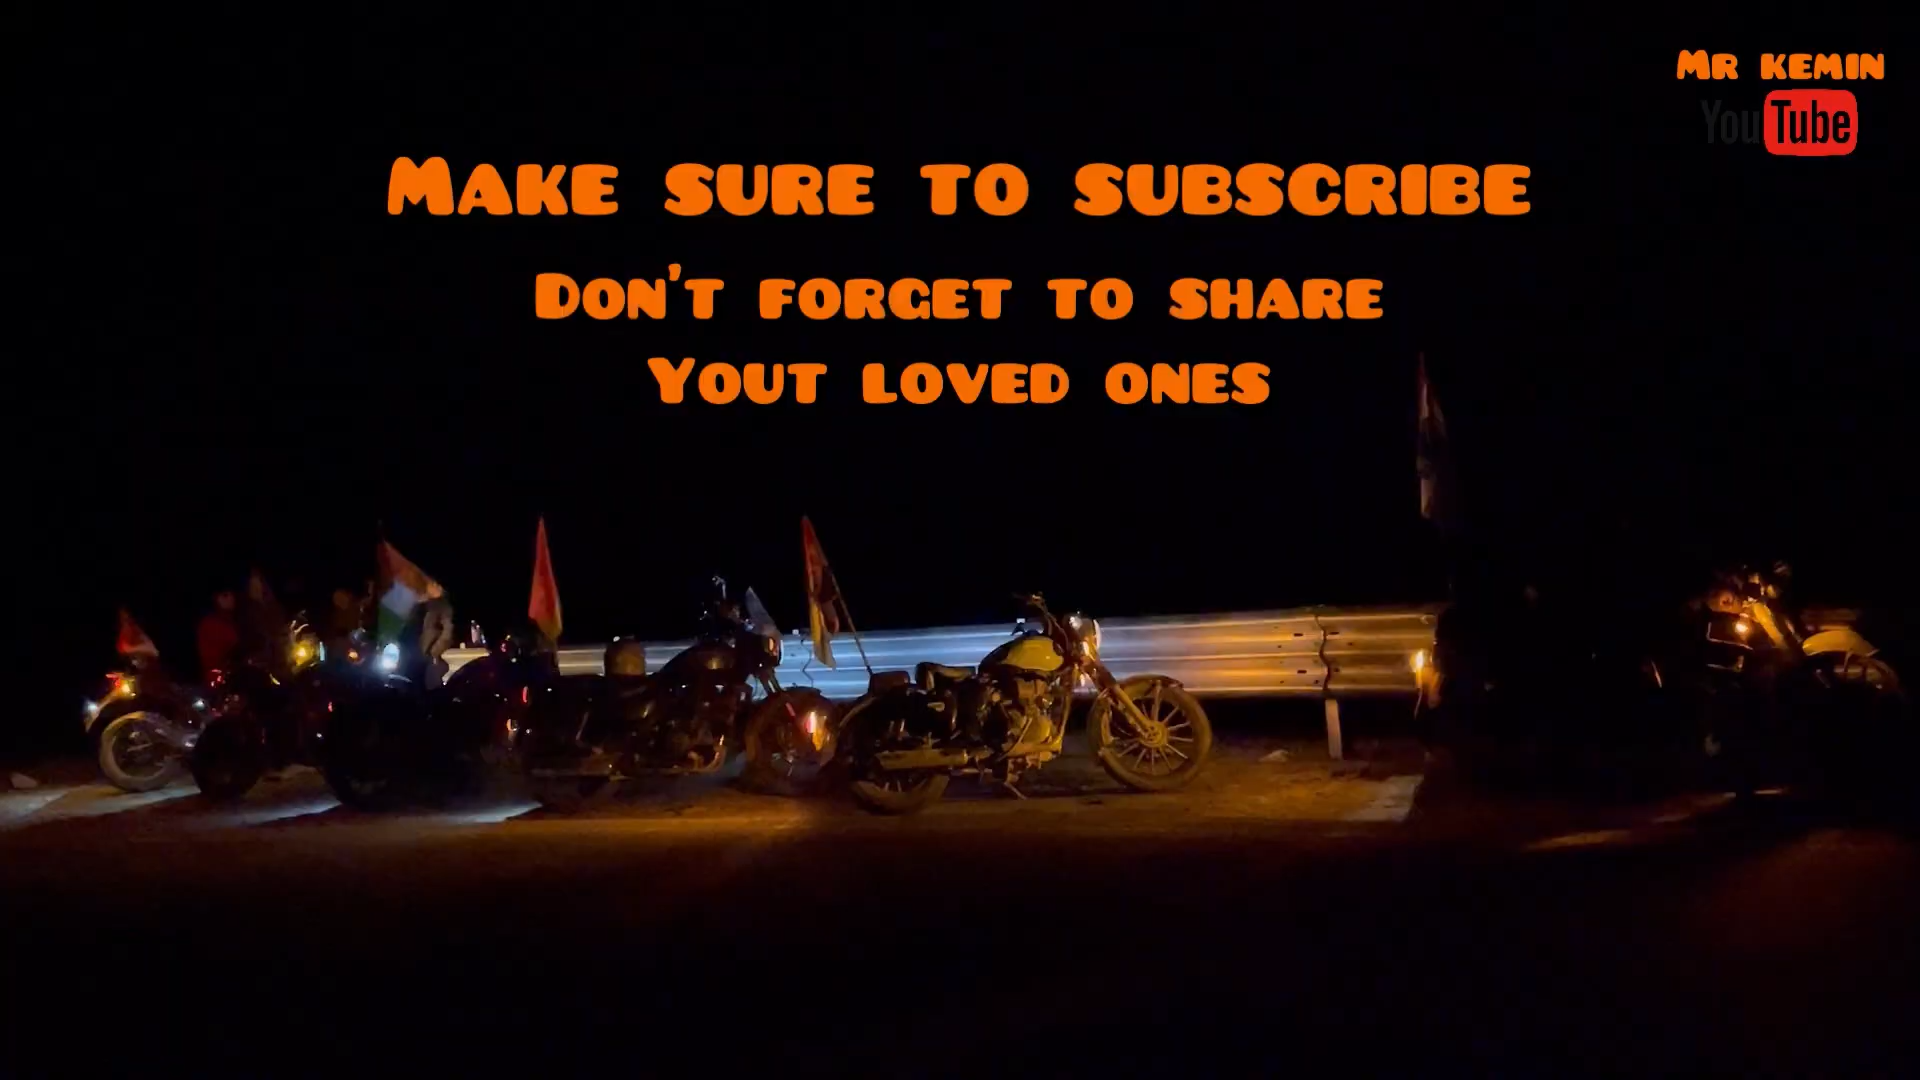 Mr kemin
YouTube
Make sure to subscribe
Don't forget to share
Yout loved ones